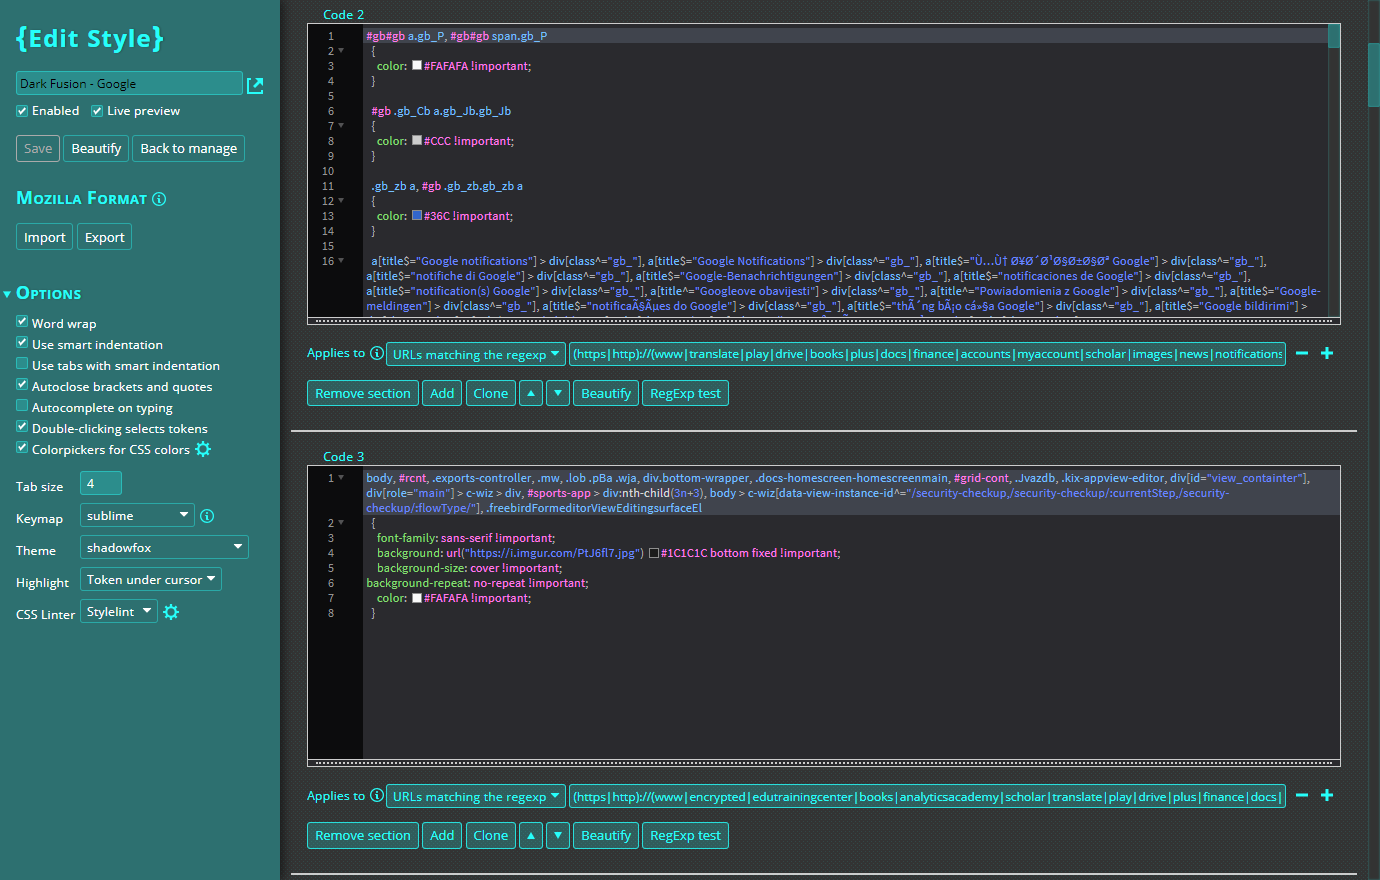 {Edit Style}
Dark Fusion - Google
Enabled Live preview
Save Beautify Back to manage
Mozilla Format
Import Export
Options
Word wrap
Use smart indentation
Use tabs with smart indentation
Autoclose brackets and quotes
Autocomplete on typing
Double-clicking selects tokens
Colorpickers for CSS colors
Tab size 4
Keymap sublime
Theme shadowfox
Highlight Token under cursor
CSS Linter Stylelint
Code 2
1 #gb#gb a.gb_P, #gb#gb span.gb_P
2 {
3 color: #FAFAFA !important;
4 }
5
6 #gb .gb_Cb a.gb_Jb.gb_Jb
7 {
8 color: #CCC !important;
9 }
10
11 .gb_zb a, #gb .gb_zb.gb_zb a
12 {
13 color: #36C !important;
14 }
15
16 a[title$="Google notifications"] > div[class^="gb_"], a[title$="Google Notifications"] > div[class^="gb_"], a[title$="Ù…Ù† Ø¥Ø´Ø¹Ø§Ø±Ø§Øª Google"] > div[class^="gb_"],
a[title$="notifiche di Google"] > div[class^="gb_"], a[title$="Google-Benachrichtigungen"] > div[class^="gb_"], a[title$="notificaciones de Google"] > div[class^="gb_"],
a[title$="notification(s) Google"] > div[class^="gb_"], a[title^="Googleove obavijesti"] > div[class^="gb_"], a[title^="Powiadomienia z Google"] > div[class^="gb_"], a[title$="Google-
meldingen"] > div[class^="gb_"], a[title$="notificaÃ§Ãµes do Google"] > div[class^="gb_"], a[title$="thÃ´ng bÃ¡o cá»§a Google"] > div[class^="gb_"], a[title$="Google bildirimi"] >
Applies to URLs matching the regexp (https|http)://(www|translate|play|drive|books|plus|docs|finance|accounts|myaccount|scholar|images|news|notifications
Remove section Add Clone ▲ ▼ Beautify RegExp test
Code 3
1 body, #rcnt, .exports-controller, .mw, .lob .pBa .wja, div.bottom-wrapper, .docs-homescreen-homescreenmain, #grid-cont, .Jvazdb, .kix-appview-editor, div[id="view_containter"],
div[role="main"] > c-wiz > div, #sports-app > div:nth-child(3n+3), body > c-wiz[data-view-instance-id^="/security-checkup,/security-checkup/:currentStep,/security-
checkup/:flowType/"], .freebirdFormeditorViewEditingsurfaceEl
2 {
3 font-family: sans-serif !important;
4 background: url("https://i.imgur.com/PtJ6fl7.jpg") #1C1C1C bottom fixed !important;
5 background-size: cover !important;
6 background-repeat: no-repeat !important;
7 color: #FAFAFA !important;
8 }
Applies to URLs matching the regexp (https|http)://(www|encrypted|edutrainingcenter|books|analyticsacademy|scholar|translate|play|drive|plus|finance|docs|
Remove section Add Clone ▲ ▼ Beautify RegExp test